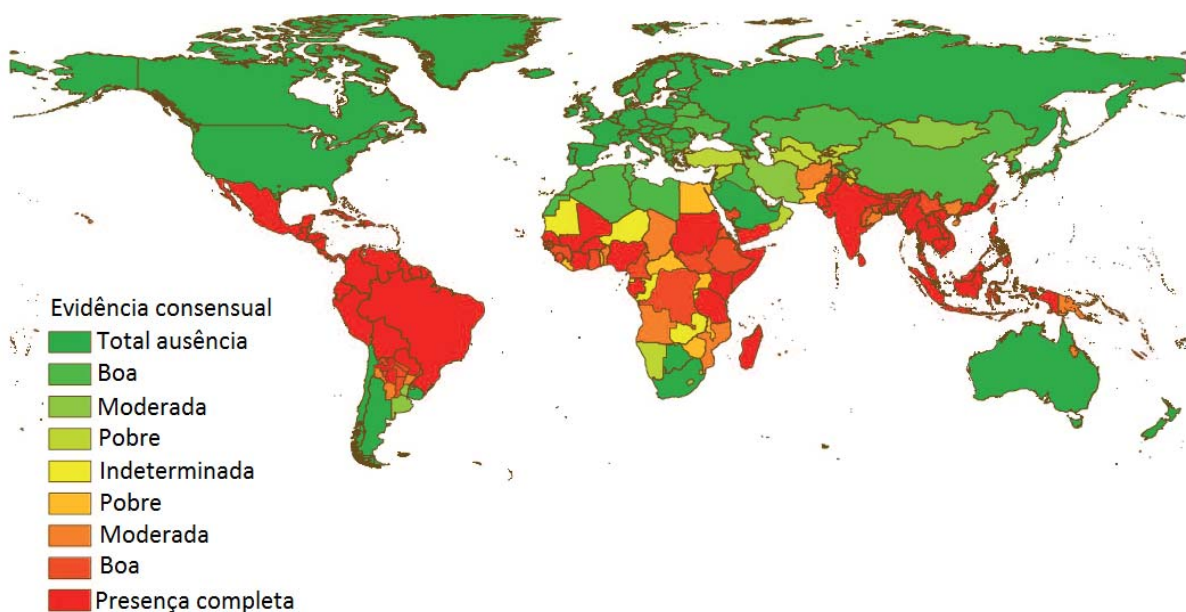 Evidência consensual
Total ausência
Boa
Moderada
Pobre
Indeterminada
Pobre
Moderada
Boa
Presença completa